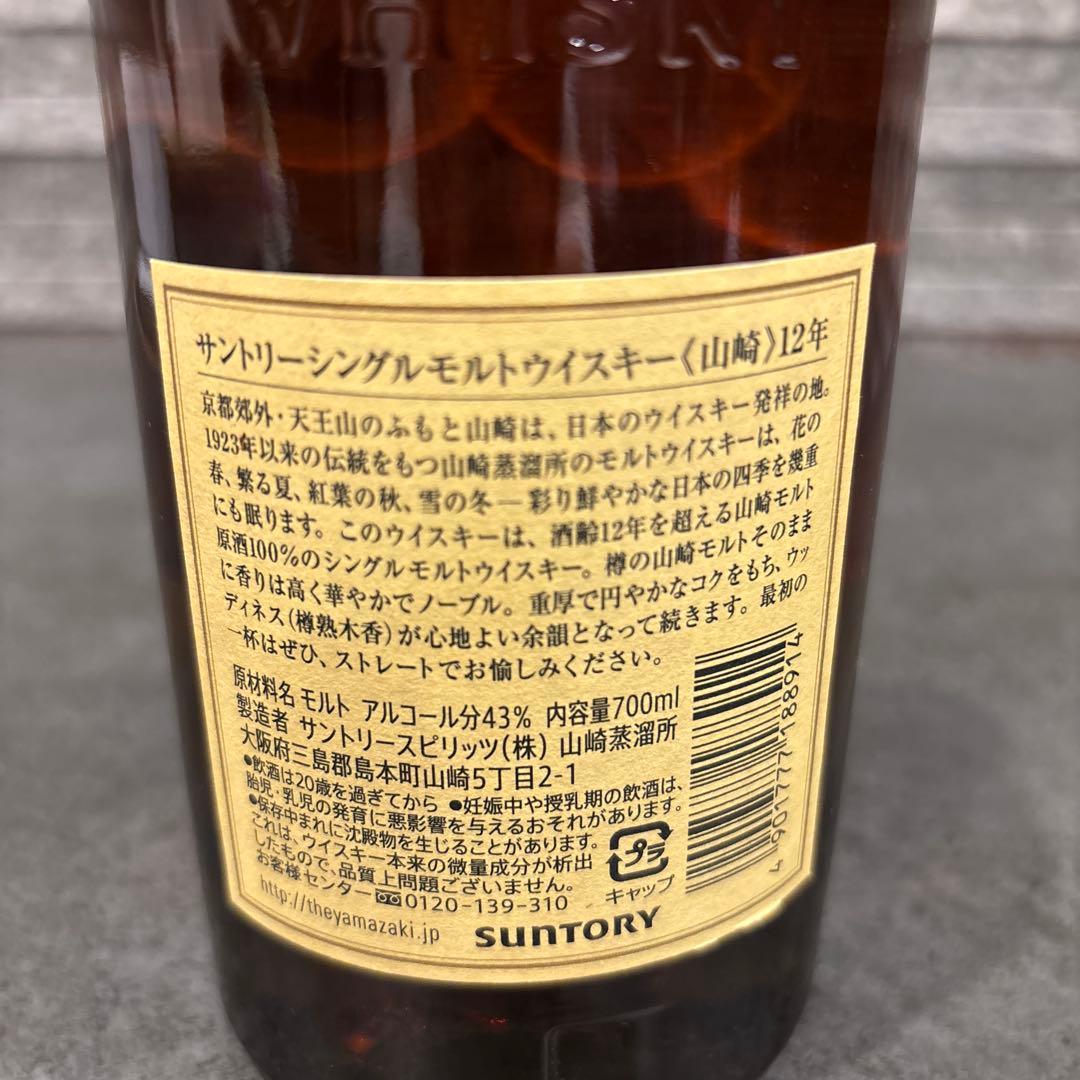 WHISKY
サントリーシングルモルトウイスキー《山崎》12年
京都郊外・天王山のふもと山崎は、日本のウイスキー発祥の地。
1923年以来の伝統をもつ山崎蒸溜所のモルトウイスキーは、花の
春、繁る夏、紅葉の秋、雪の冬―彩り鮮やかな日本の四季を幾重
にも眠ります。このウイスキーは、酒齢12年を超える山崎モルト
原酒100%のシングルモルトウイスキー。樽の山崎モルトそのまま
に香りは高く華やかでノーブル。重厚で円やかなコクをもち、ウッ
ディネス(樽熟木香)が心地よい余韻となって続きます。最初の
一杯はぜひ、ストレートでお愉しみください。
原材料名 モルト アルコール分43% 内容量700ml
製造者 サントリースピリッツ(株) 山崎蒸溜所
大阪府三島郡島本町山崎5丁目2-1
●飲酒は20歳を過ぎてから ●妊娠中や授乳期の飲酒は、
胎児・乳児の発育に悪影響を与えるおそれがあります。
●保存中まれに沈殿物を生じることがあります。
これは、ウイスキー本来の微量成分が析出
したもので、品質上問題ございません。
お客様センター 0120-139-310
http://theyamazaki.jp
プラ
キャップ
SUNTORY
4 901777 188914